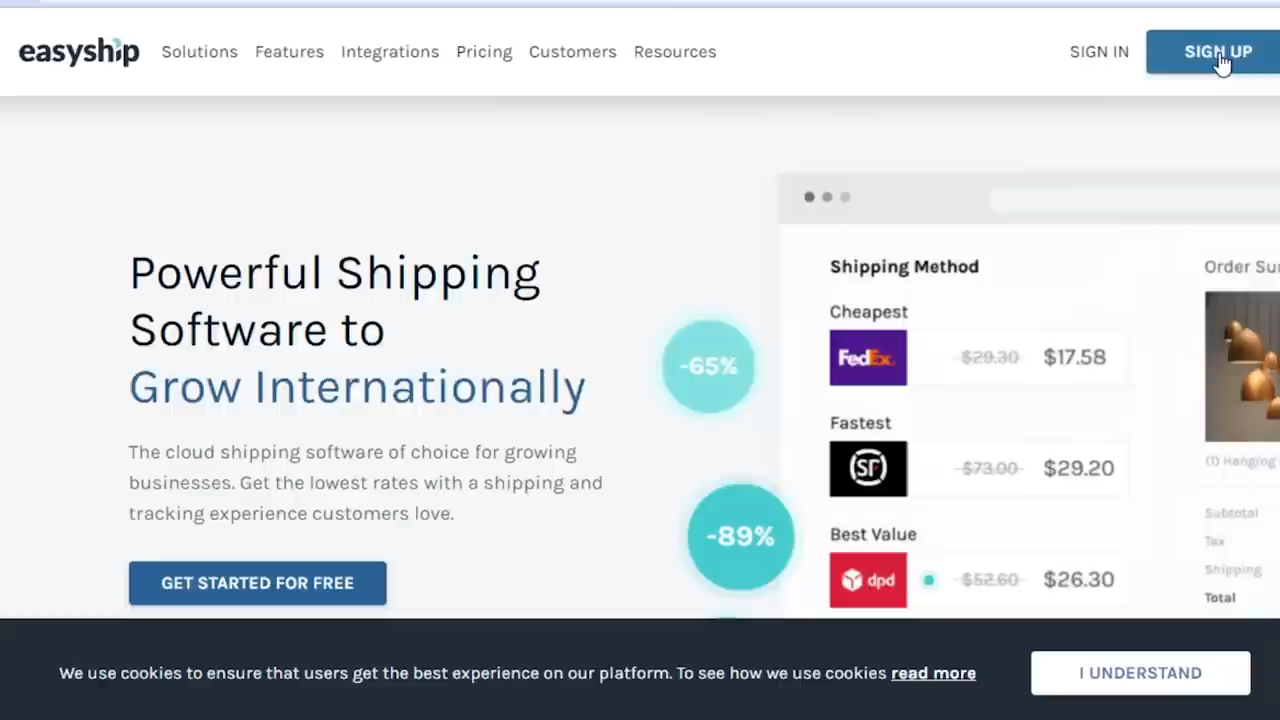 easyship Solutions Features Integrations Pricing Customers Resources SIGN IN SIGN UP
Powerful Shipping
Software to
Grow Internationally
The cloud shipping software of choice for growing
businesses. Get the lowest rates with a shipping and
tracking experience customers love.
GET STARTED FOR FREE
-65%
-89%
Shipping Method
Cheapest
FedEx $29.30 $17.58
Fastest
SF $73.00 $29.20
Best Value
dpd $52.60 $26.30
Order Su
(1) Hanging
Subtotal
Tax
Shipping
Total
We use cookies to ensure that users get the best experience on our platform. To see how we use cookies read more
I UNDERSTAND